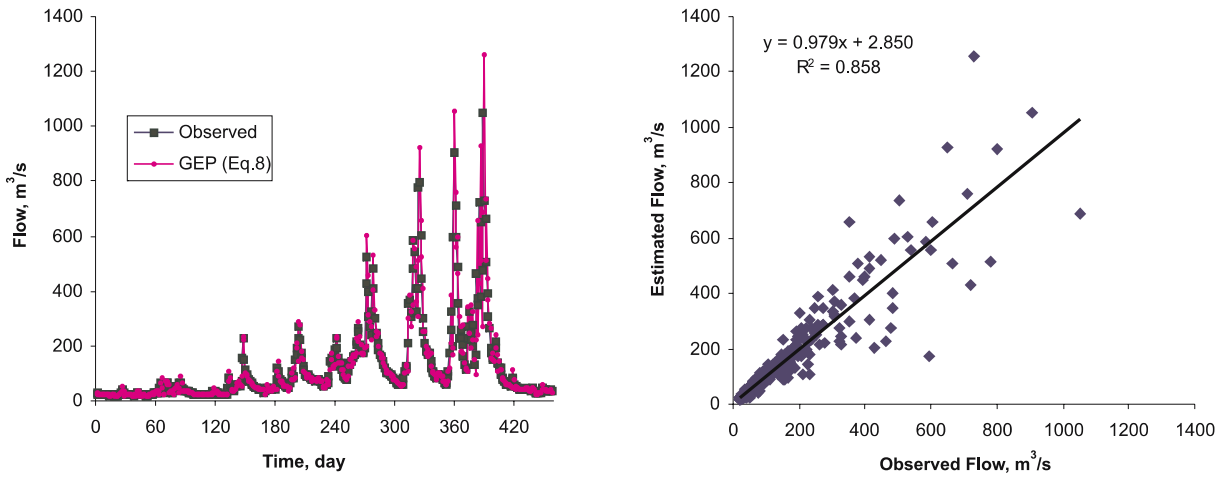 1400
1200
1000
800
600
400
200
0
Flow, m³/s
Observed
GEP (Eq.8)
0 60 120 180 240 300 360 420
Time, day
1400
1200
1000
800
600
400
200
0
Estimated Flow, m³/s
y = 0.979x + 2.850
R² = 0.858
0 200 400 600 800 1000 1200 1400
Observed Flow, m³/s